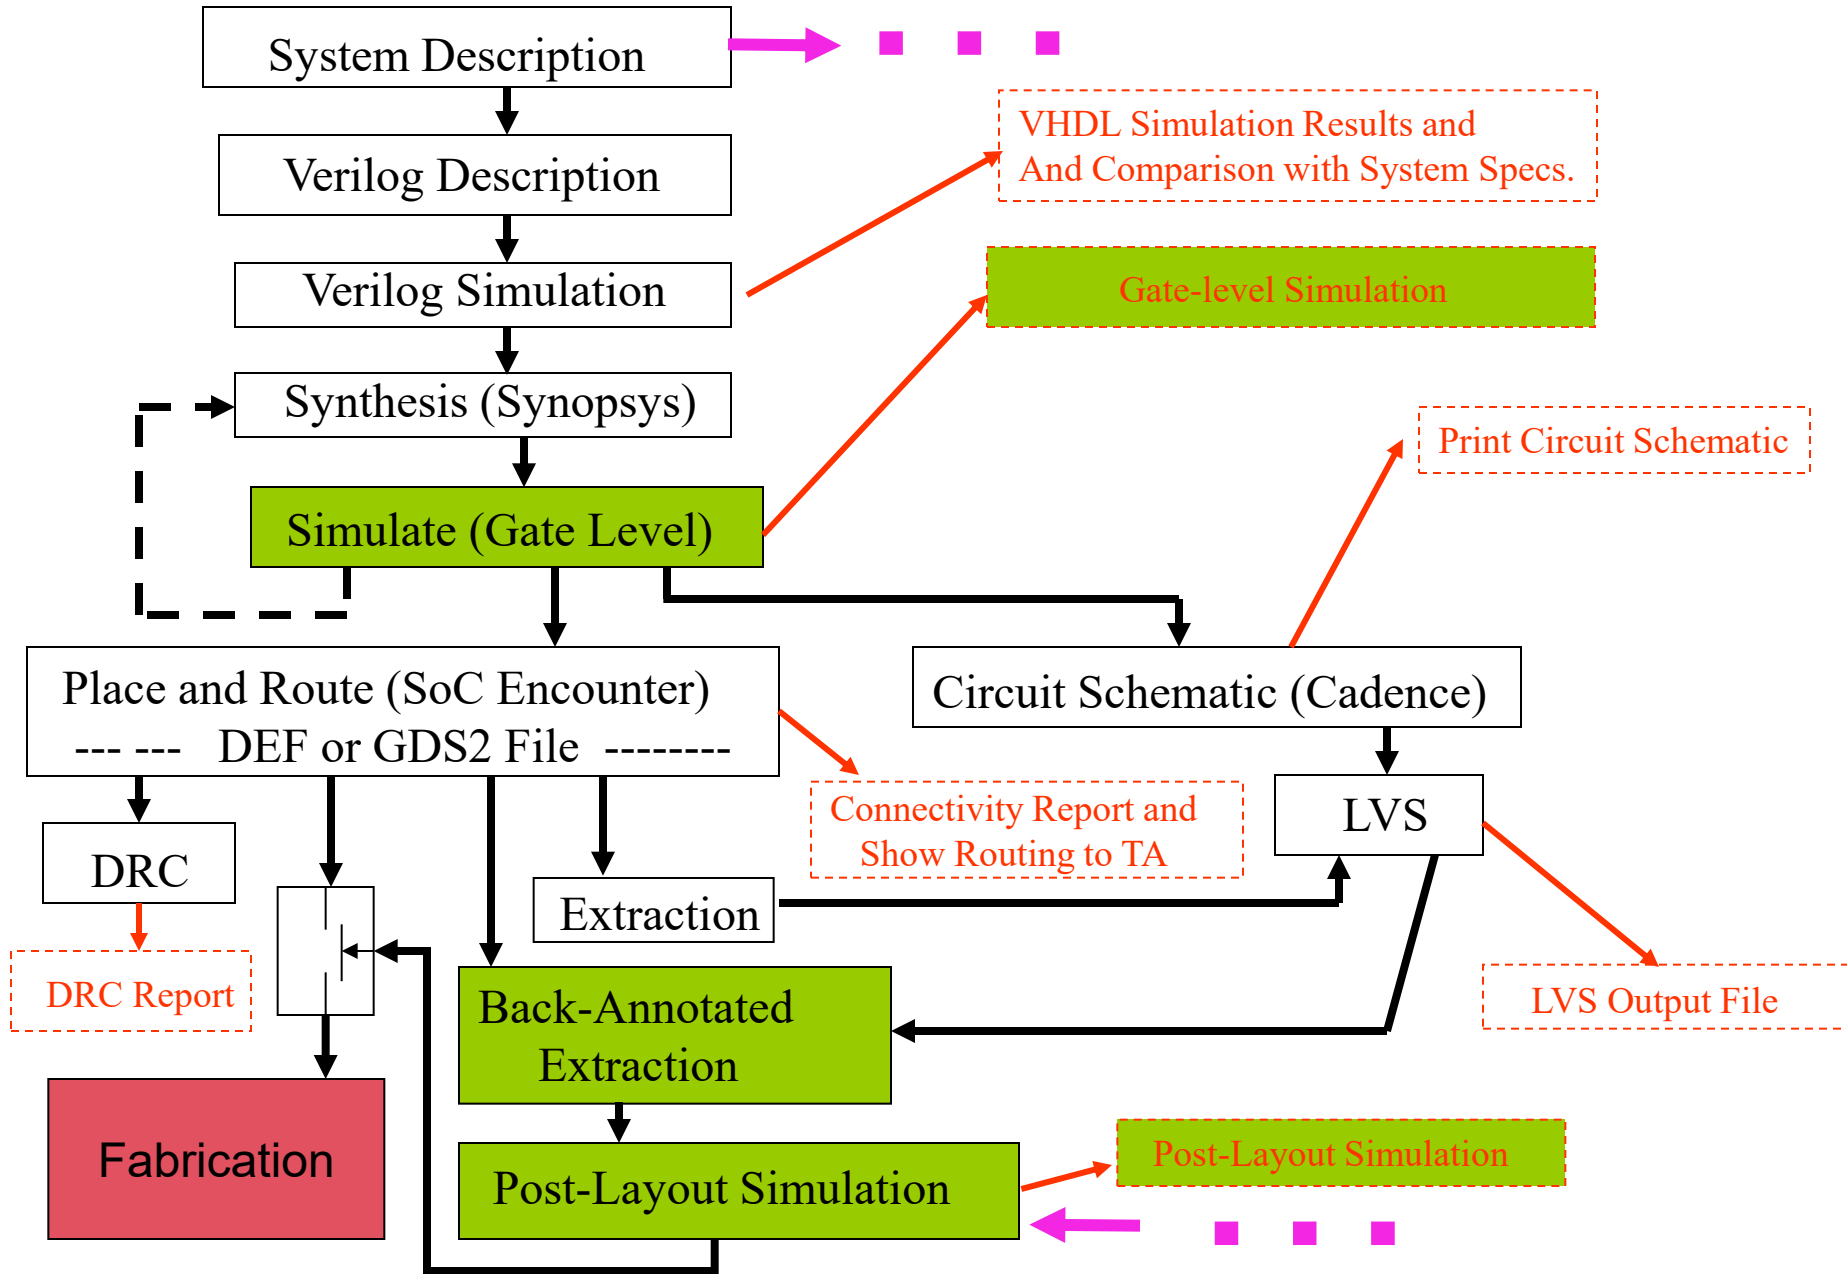 System Description
VHDL Simulation Results and
And Comparison with System Specs.
Verilog Description
Verilog Simulation
Gate-level Simulation
Synthesis (Synopsys)
Print Circuit Schematic
Simulate (Gate Level)
Place and Route (SoC Encounter)
--- --- DEF or GDS2 File --------
Circuit Schematic (Cadence)
Connectivity Report and
Show Routing to TA
LVS
DRC
Extraction
DRC Report
LVS Output File
Back-Annotated
Extraction
Fabrication
Post-Layout Simulation
Post-Layout Simulation